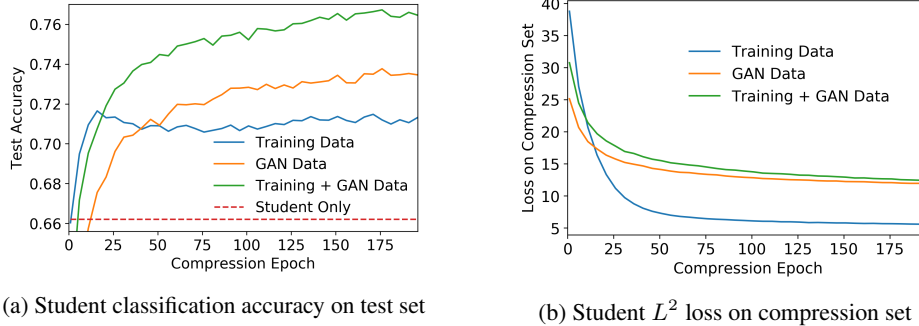 0.76
0.74
0.72
0.70
0.68
0.66
Test Accuracy
0 25 50 75 100 125 150 175
Compression Epoch
Training Data
GAN Data
Training + GAN Data
Student Only
(a) Student classification accuracy on test set
40
35
30
25
20
15
10
5
Loss on Compression Set
0 25 50 75 100 125 150 175
Compression Epoch
Training Data
GAN Data
Training + GAN Data
(b) Student L² loss on compression set